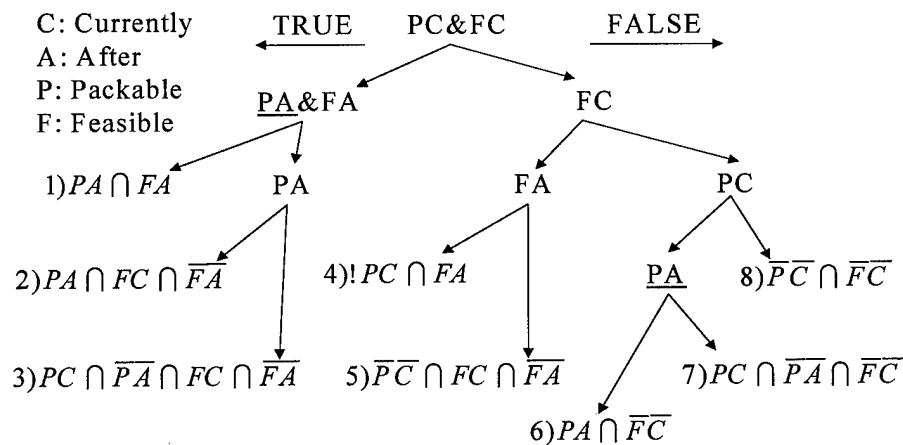 C: Currently
A: After
P: Packable
F: Feasible
TRUE PC&FC FALSE
PA&FA FC
1)PA ⋂ FA PA FA PC
2)PA ⋂ FC ⋂ F̅A̅ 4)!PC ⋂ FA PA 8)P̅C̅ ⋂ F̅C̅
3)PC ⋂ P̅A̅ ⋂ FC ⋂ F̅A̅ 5)P̅C̅ ⋂ FC ⋂ F̅A̅ 7)PC ⋂ P̅A̅ ⋂ F̅C̅
6)PA ⋂ F̅C̅